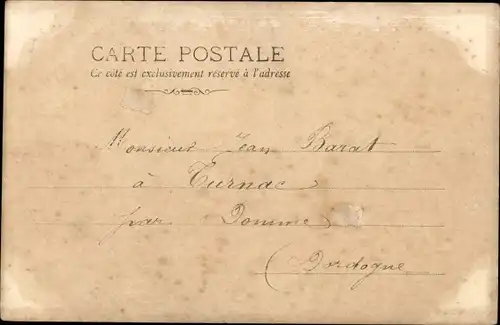 CARTE POSTALE
Ce côté est exclusivement réservé à l'adresse
Monsieur Jean Barat
à Turnac
par Domme
(Dordogne